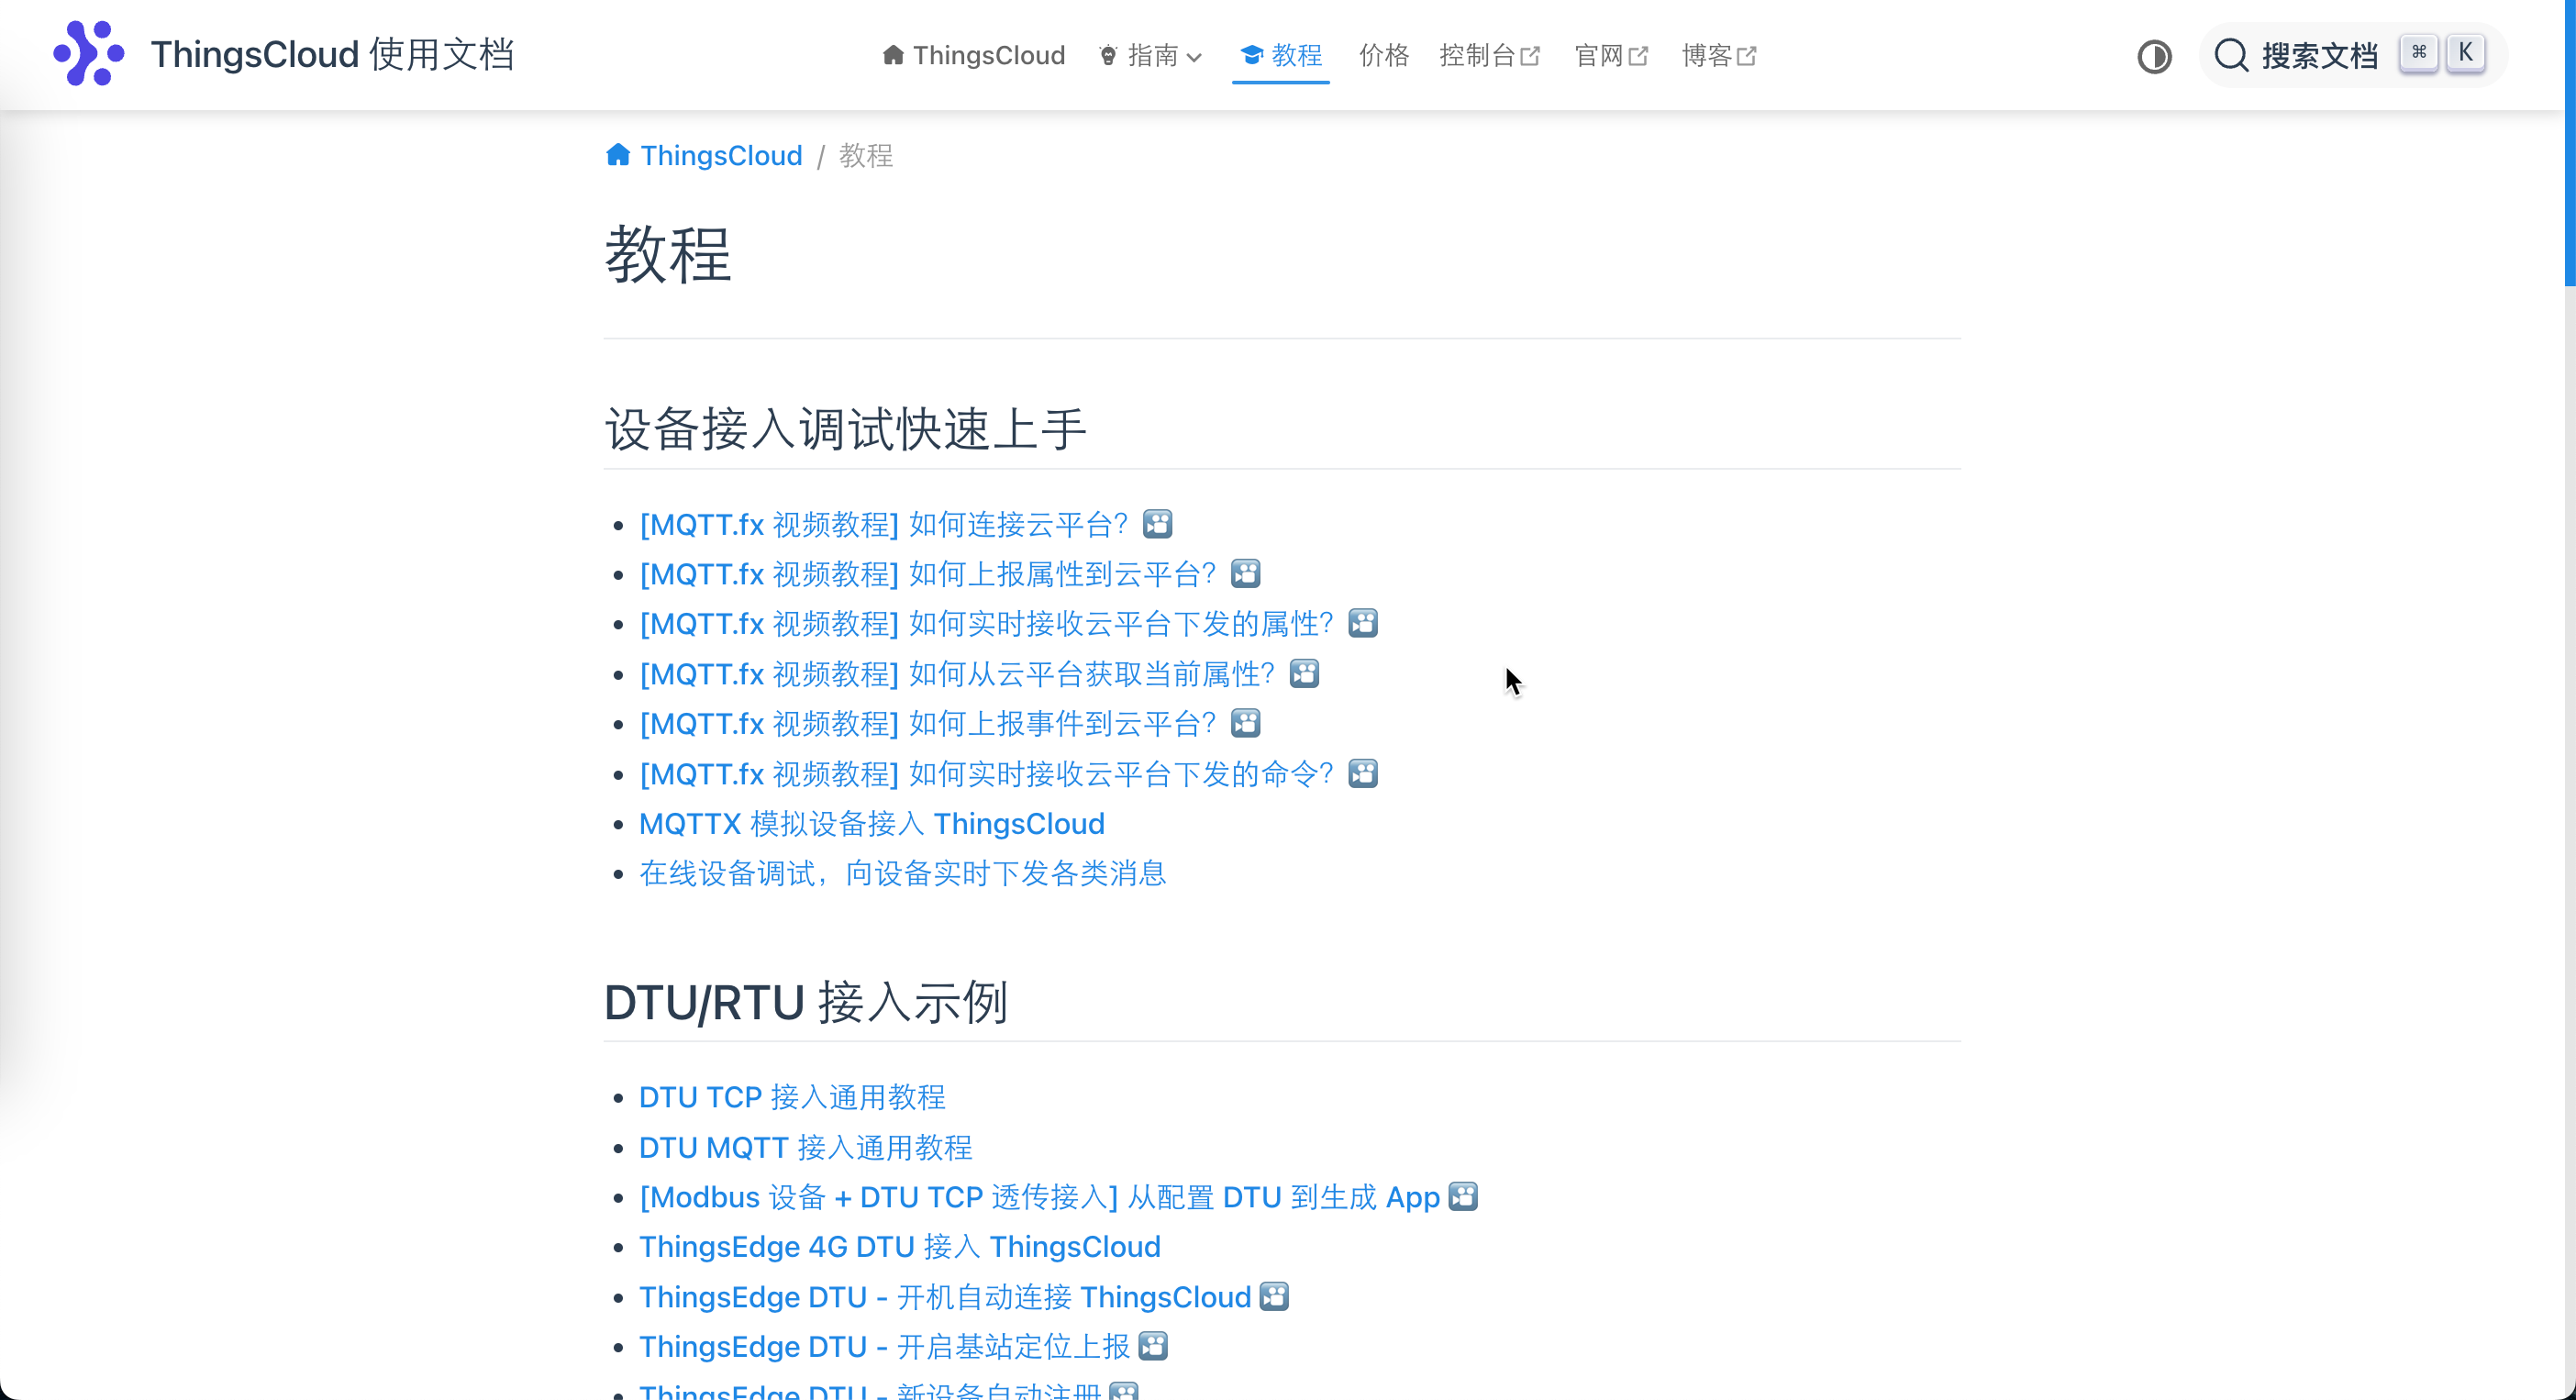 ThingsCloud 使用文档
ThingsCloud 指南 教程 价格 控制台 官网 博客
搜索文档 ⌘ K
ThingsCloud / 教程
教程
设备接入调试快速上手
[MQTT.fx 视频教程] 如何连接云平台？
[MQTT.fx 视频教程] 如何上报属性到云平台？
[MQTT.fx 视频教程] 如何实时接收云平台下发的属性？
[MQTT.fx 视频教程] 如何从云平台获取当前属性？
[MQTT.fx 视频教程] 如何上报事件到云平台？
[MQTT.fx 视频教程] 如何实时接收云平台下发的命令？
MQTTX 模拟设备接入 ThingsCloud
在线设备调试，向设备实时下发各类消息
DTU/RTU 接入示例
DTU TCP 接入通用教程
DTU MQTT 接入通用教程
[Modbus 设备 + DTU TCP 透传接入] 从配置 DTU 到生成 App
ThingsEdge 4G DTU 接入 ThingsCloud
ThingsEdge DTU - 开机自动连接 ThingsCloud
ThingsEdge DTU - 开启基站定位上报
ThingsEdge DTU - 新设备自动注册